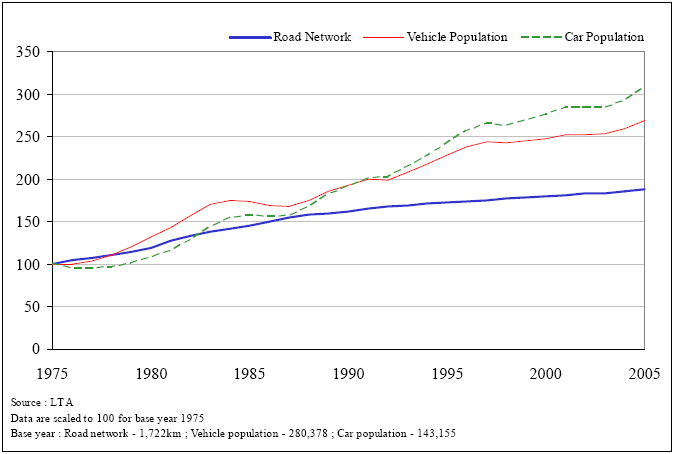 Road Network Vehicle Population Car Population
350
300
250
200
150
100
50
0
1975 1980 1985 1990 1995 2000 2005
Source : LTA
Data are scaled to 100 for base year 1975
Base year : Road network - 1,722km ; Vehicle population - 280,378 ; Car population - 143,155